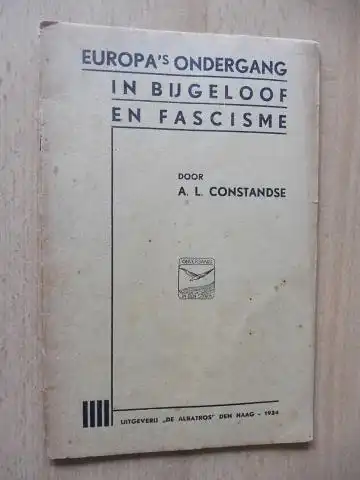 EUROPA'S ONDERGANG
IN BIJGELOOF
EN FASCISME
DOOR
A. L. CONSTANDSE
UITGEVERIJ „DE ALBATROS" DEN HAAG - 1934